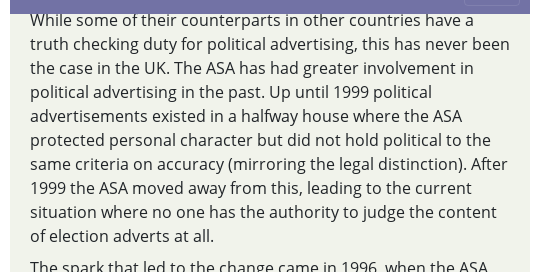 While some of their counterparts in other countries have a
truth checking duty for political advertising, this has never been
the case in the UK. The ASA has had greater involvement in
political advertising in the past. Up until 1999 political
advertisements existed in a halfway house where the ASA
protected personal character but did not hold political to the
same criteria on accuracy (mirroring the legal distinction). After
1999 the ASA moved away from this, leading to the current
situation where no one has the authority to judge the content
of election adverts at all.
The spark that led to the change came in 1996, when the ASA